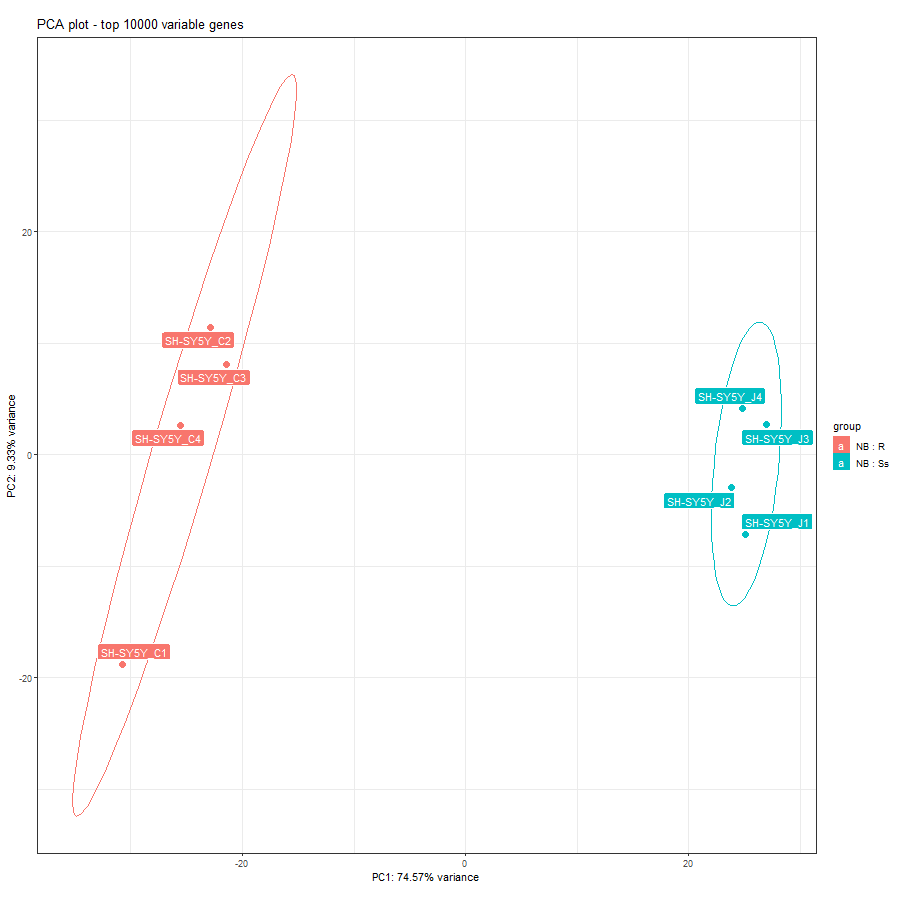 PCA plot - top 10000 variable genes
20
0
-20
PC2: 9.33% variance
SH-SY5Y_C2
SH-SY5Y_C3
SH-SY5Y_C4
SH-SY5Y_C1
SH-SY5Y_J4
SH-SY5Y_J3
SH-SY5Y_J2
SH-SY5Y_J1
group
a NB : R
a NB : Ss
-20
0
20
PC1: 74.57% variance